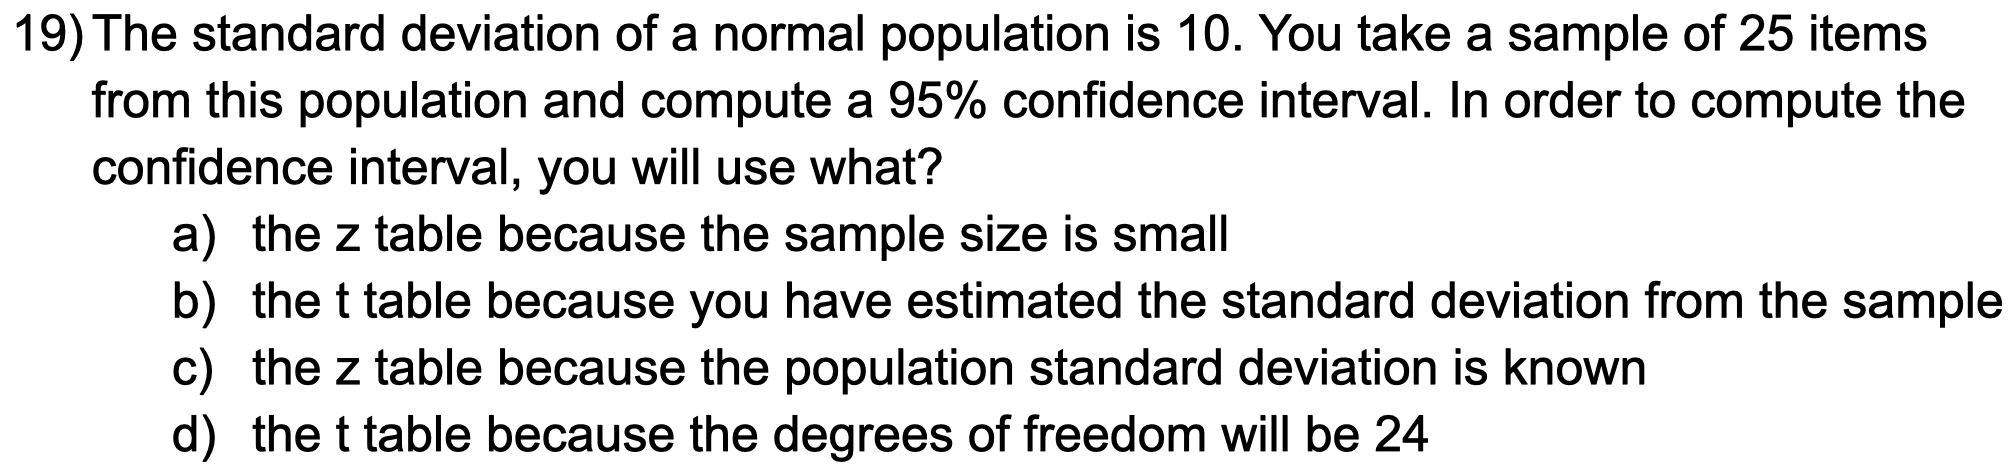 19) The standard deviation of a normal population is 10. You take a sample of 25 items
from this population and compute a 95% confidence interval. In order to compute the
confidence interval, you will use what?
a) the z table because the sample size is small
b) the t table because you have estimated the standard deviation from the sample
c) the z table because the population standard deviation is known
d) the t table because the degrees of freedom will be 24